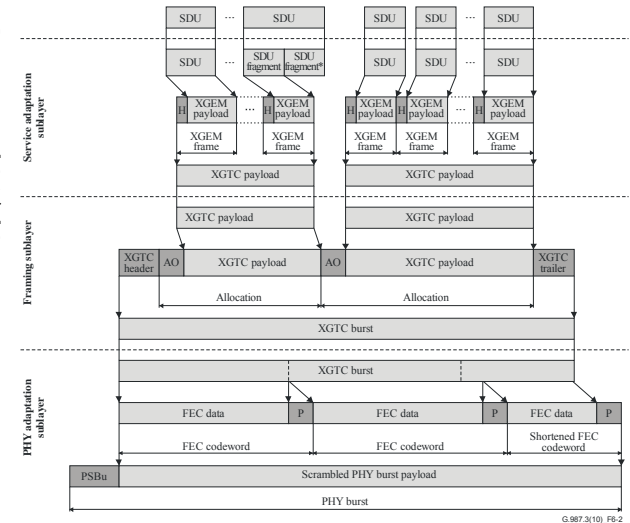 SDU ... SDU SDU SDU ... SDU
SDU ... SDU fragment SDU fragment* SDU SDU ... SDU
Service adaptation sublayer
H XGEM payload ... H XGEM payload H XGEM payload H XGEM payload ... H XGEM payload
XGEM frame XGEM frame XGEM frame XGEM frame XGEM frame
XGTC payload XGTC payload
Framing sublayer
XGTC payload XGTC payload
XGTC header AO XGTC payload AO XGTC payload XGTC trailer
Allocation Allocation
XGTC burst
PHY adaptation sublayer
XGTC burst
FEC data P FEC data P FEC data P
FEC codeword FEC codeword Shortened FEC codeword
PSBu Scrambled PHY burst payload
PHY burst
G.987.3(10)_F6-2